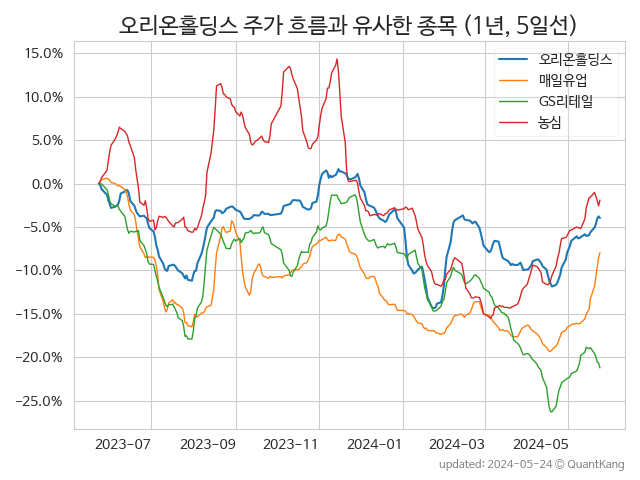 오리온홀딩스 주가 흐름과 유사한 종목 (1년, 5일선)
15.0%
10.0%
5.0%
0.0%
−5.0%
−10.0%
−15.0%
−20.0%
−25.0%
오리온홀딩스
매일유업
GS리테일
농심
2023-07
2023-09
2023-11
2024-01
2024-03
2024-05
updated: 2024-05-24 © QuantKang